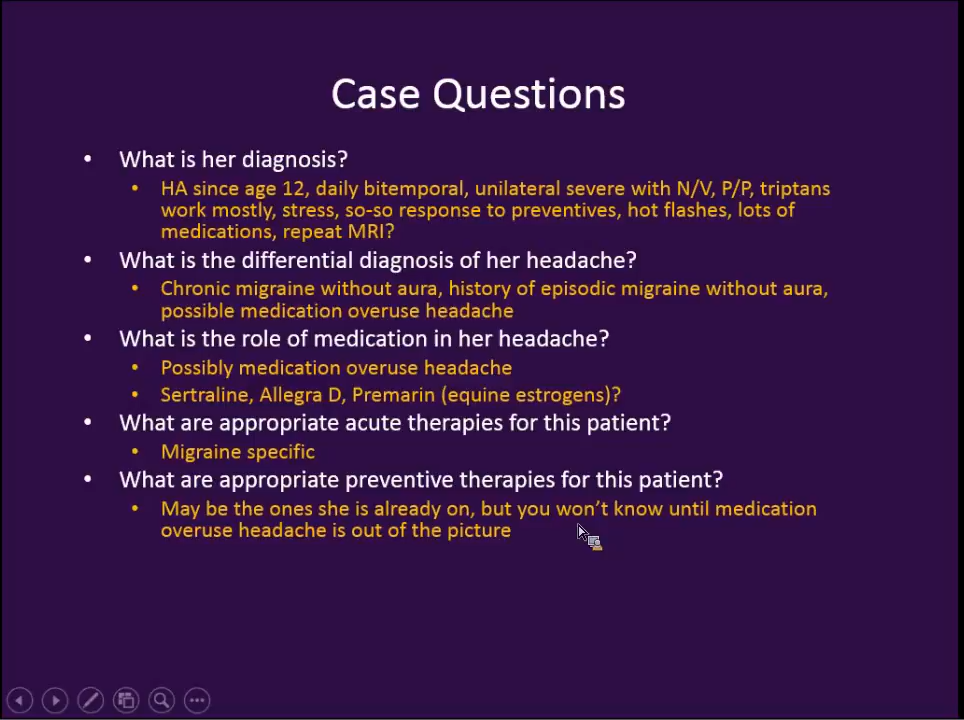 Case Questions
• What is her diagnosis?
• HA since age 12, daily bitemporal, unilateral severe with N/V, P/P, triptans
work mostly, stress, so-so response to preventives, hot flashes, lots of
medications, repeat MRI?
• What is the differential diagnosis of her headache?
• Chronic migraine without aura, history of episodic migraine without aura,
possible medication overuse headache
• What is the role of medication in her headache?
• Possibly medication overuse headache
• Sertraline, Allegra D, Premarin (equine estrogens)?
• What are appropriate acute therapies for this patient?
• Migraine specific
• What are appropriate preventive therapies for this patient?
• May be the ones she is already on, but you won’t know until medication
overuse headache is out of the picture